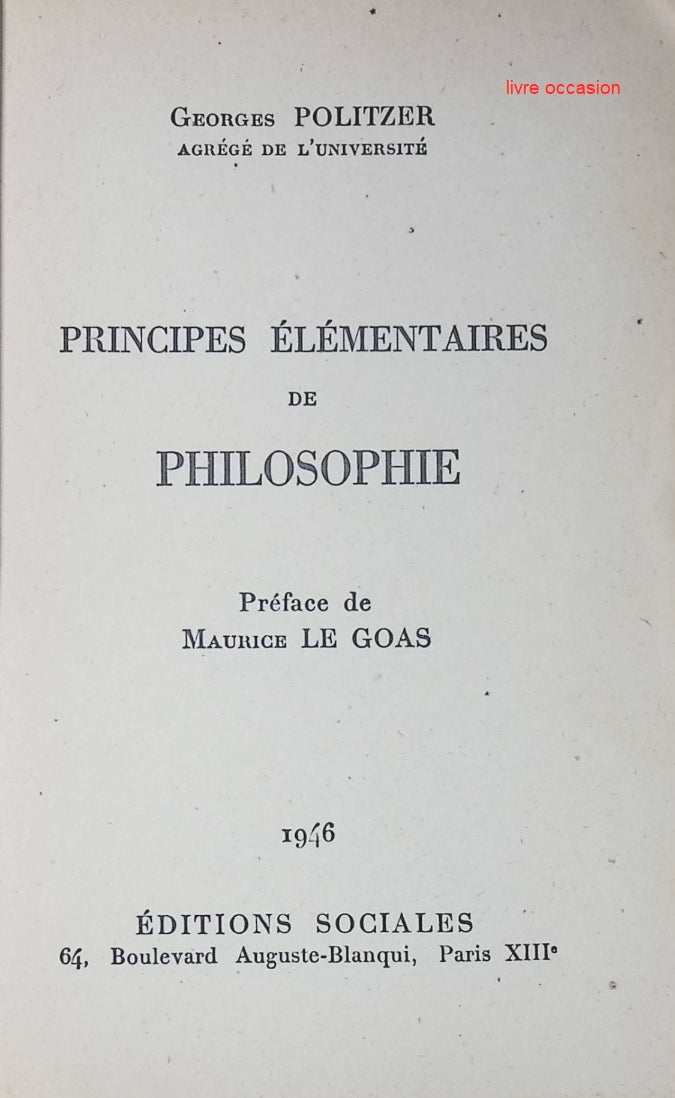 livre occasion
GEORGES POLITZER
AGRÉGÉ DE L'UNIVERSITÉ
PRINCIPES ÉLÉMENTAIRES
DE
PHILOSOPHIE
Préface de
MAURICE LE GOAS
1946
ÉDITIONS SOCIALES
64, Boulevard Auguste-Blanqui, Paris XIIIᵉ